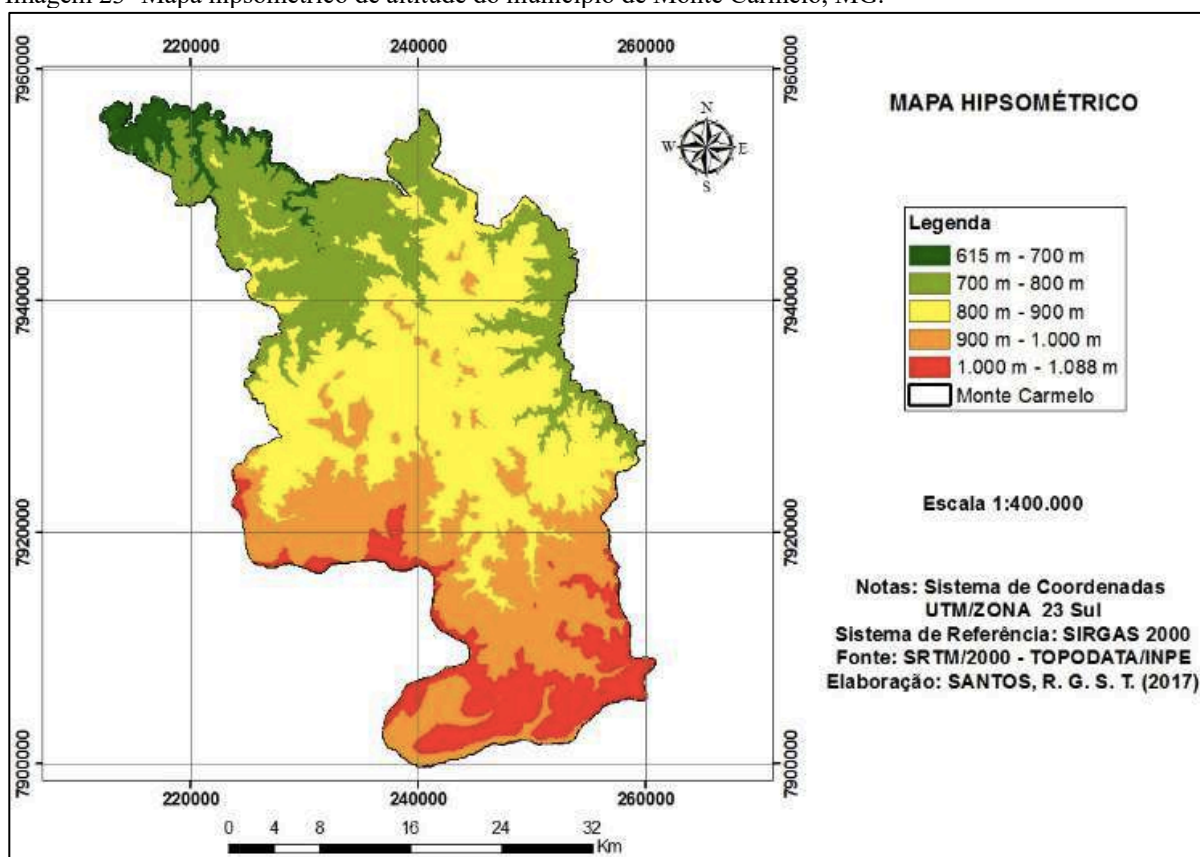 Imagem 25- Mapa hipsométrico de altitude do município de Monte Carmelo, MG.
220000 240000 260000
7960000 7960000
7940000 7940000
7920000 7920000
7900000 7900000
220000 240000 260000
0 4 8 16 24 32
Km
MAPA HIPSOMÉTRICO
N
W E
S
Legenda
615 m - 700 m
700 m - 800 m
800 m - 900 m
900 m - 1.000 m
1.000 m - 1.088 m
Monte Carmelo
Escala 1:400.000
Notas: Sistema de Coordenadas
UTM/ZONA 23 Sul
Sistema de Referência: SIRGAS 2000
Fonte: SRTM/2000 - TOPODATA/INPE
Elaboração: SANTOS, R. G. S. T. (2017)